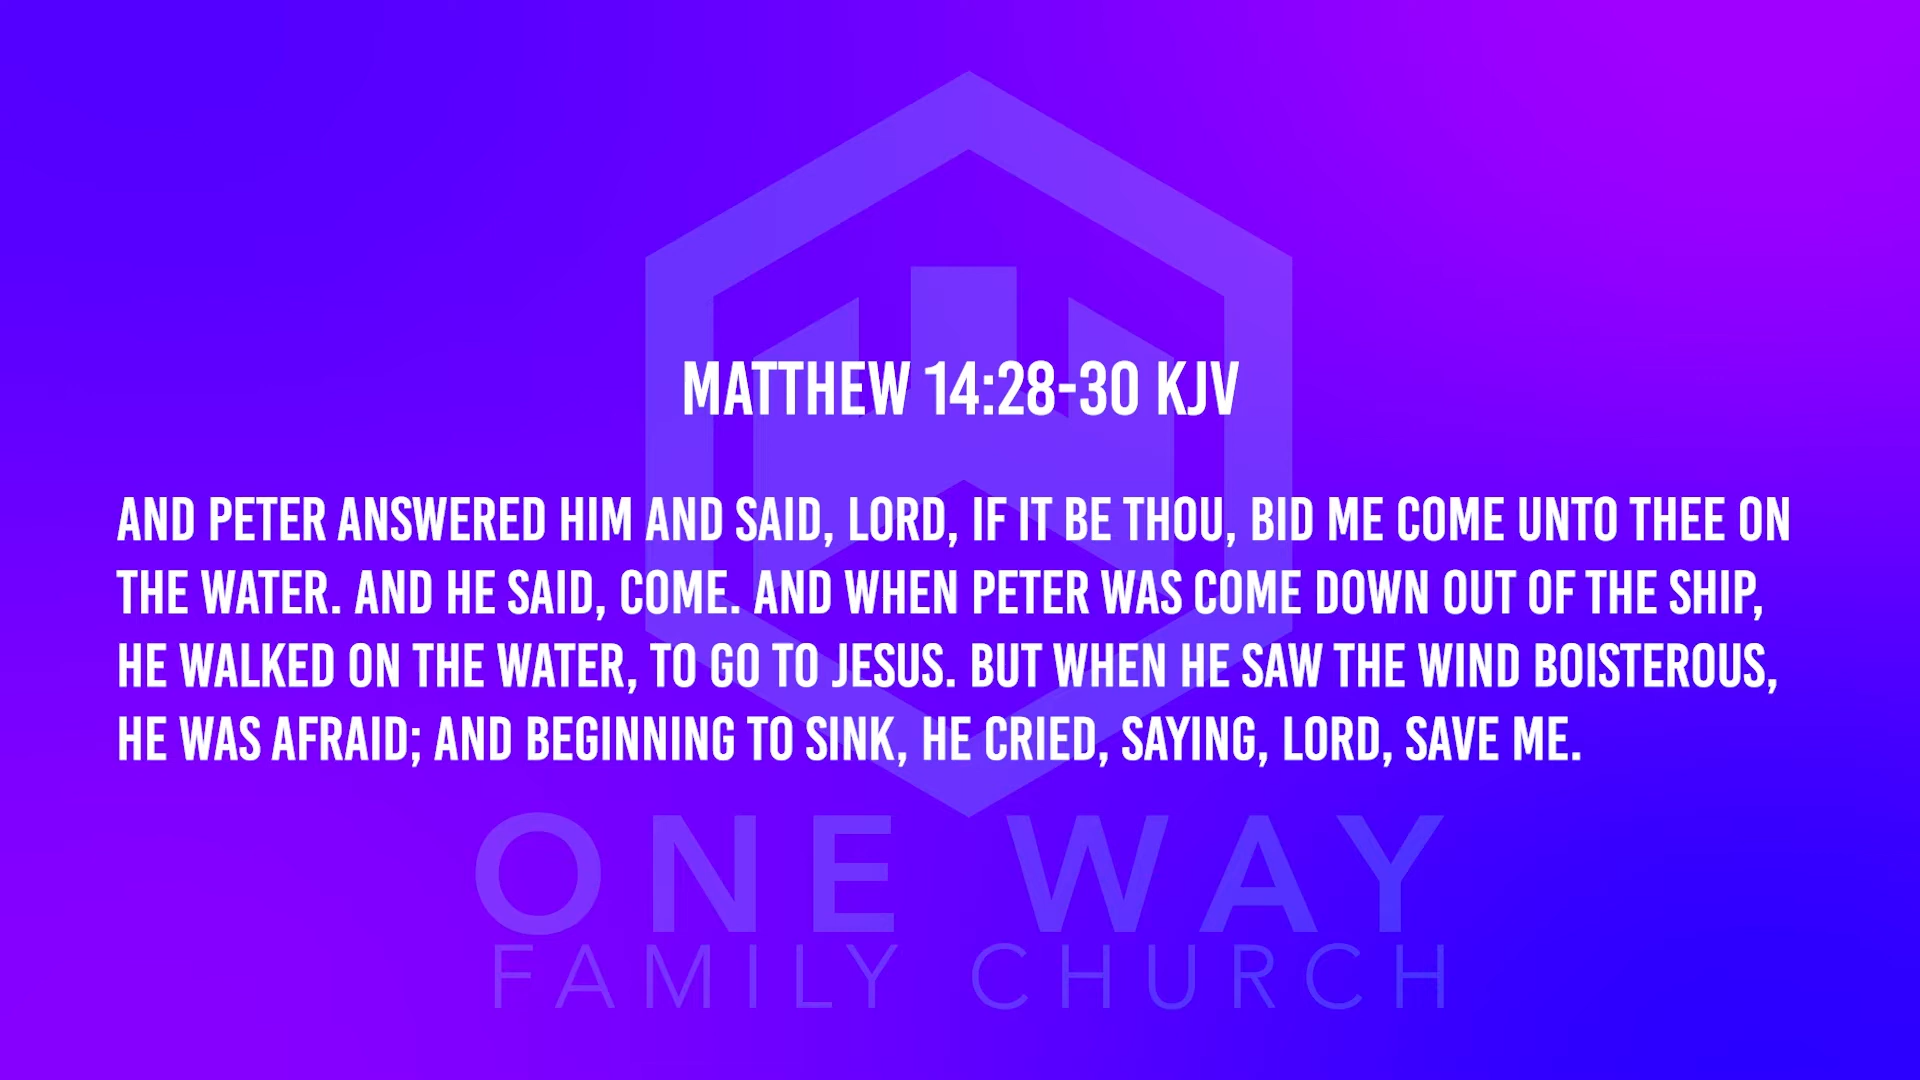 MATTHEW 14:28-30 KJV
AND PETER ANSWERED HIM AND SAID, LORD, IF IT BE THOU, BID ME COME UNTO THEE ON
THE WATER. AND HE SAID, COME. AND WHEN PETER WAS COME DOWN OUT OF THE SHIP,
HE WALKED ON THE WATER, TO GO TO JESUS. BUT WHEN HE SAW THE WIND BOISTEROUS,
HE WAS AFRAID; AND BEGINNING TO SINK, HE CRIED, SAYING, LORD, SAVE ME.
ONE WAY
FAMILY CHURCH